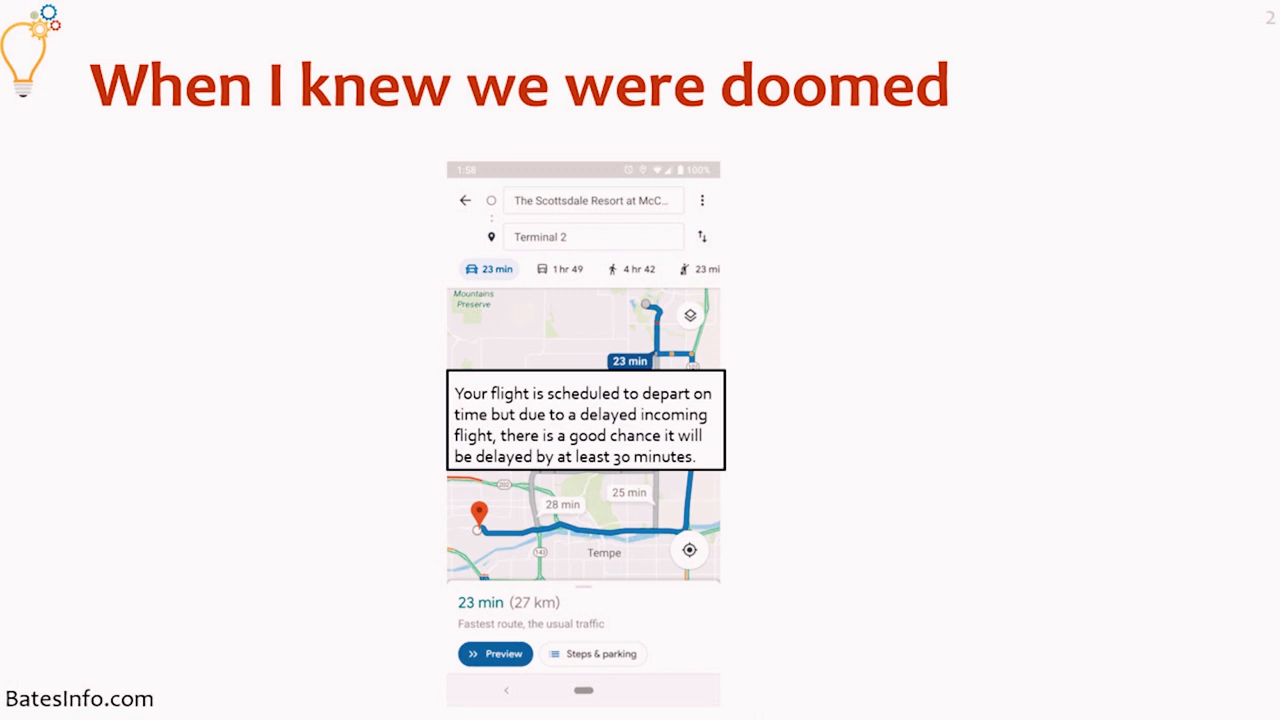 2
When I knew we were doomed
1:58 100%
The Scottsdale Resort at McC...
Terminal 2
23 min 1 hr 49 4 hr 42 23 mi
Mountains
Preserve
23 min
Your flight is scheduled to depart on
time but due to a delayed incoming
flight, there is a good chance it will
be delayed by at least 30 minutes.
202
25 min
28 min
143
Tempe
23 min (27 km)
Fastest route, the usual traffic
Preview Steps & parking
BatesInfo.com